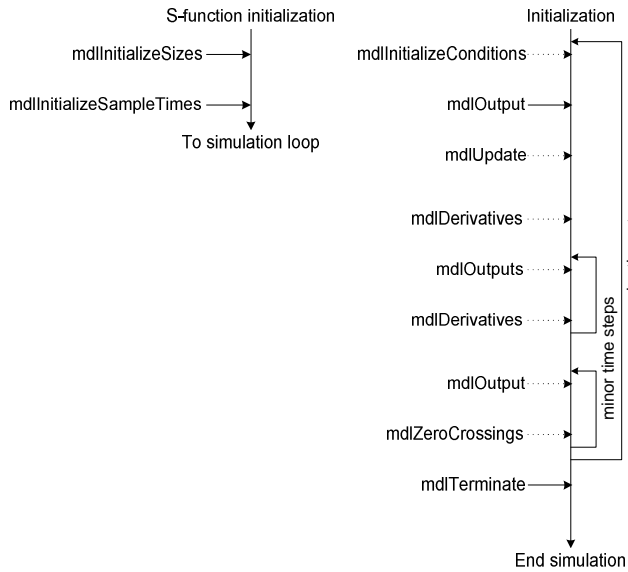 S-function initialization
mdlInitializeSizes
mdlInitializeSampleTimes
To simulation loop
Initialization
mdlInitializeConditions
mdlOutput
mdlUpdate
mdlDerivatives
mdlOutputs
mdlDerivatives
minor time steps
mdlOutput
mdlZeroCrossings
mdlTerminate
End simulation